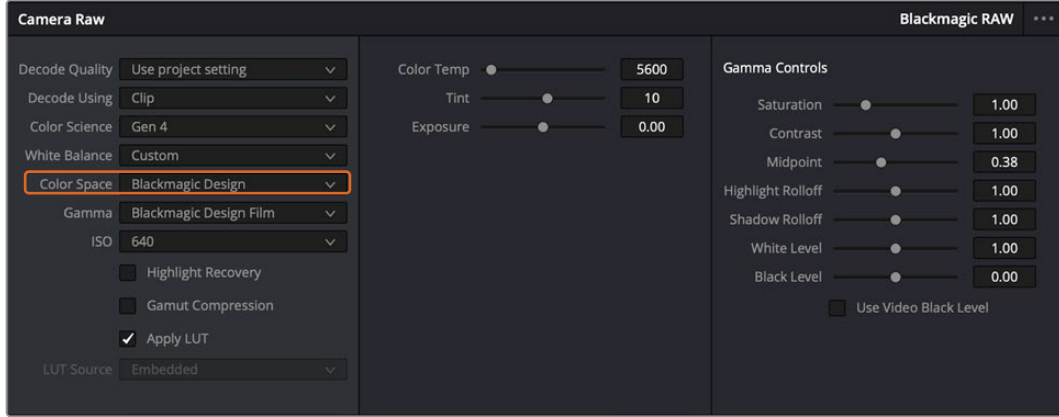 Camera Raw
Blackmagic RAW
Decode Quality Use project setting
Decode Using Clip
Color Science Gen 4
White Balance Custom
Color Space Blackmagic Design
Gamma Blackmagic Design Film
ISO 640
Highlight Recovery
Gamut Compression
Apply LUT
LUT Source Embedded
Color Temp 5600
Tint 10
Exposure 0.00
Gamma Controls
Saturation 1.00
Contrast 1.00
Midpoint 0.38
Highlight Rolloff 1.00
Shadow Rolloff 1.00
White Level 1.00
Black Level 0.00
Use Video Black Level